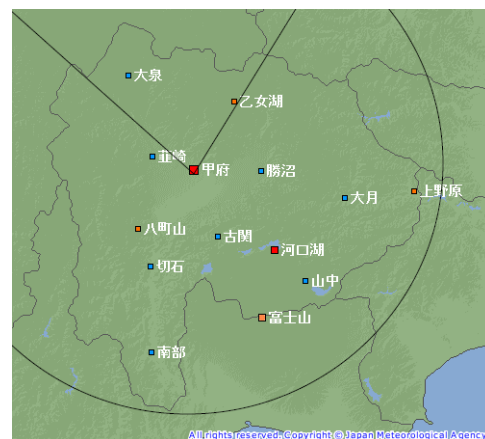 大泉
乙女湖
韮崎
甲府
勝沼
大月
上野原
八町山
古関
河口湖
切石
山中
富士山
南部
All rights reserved. Copyright © Japan Meteorological Agency